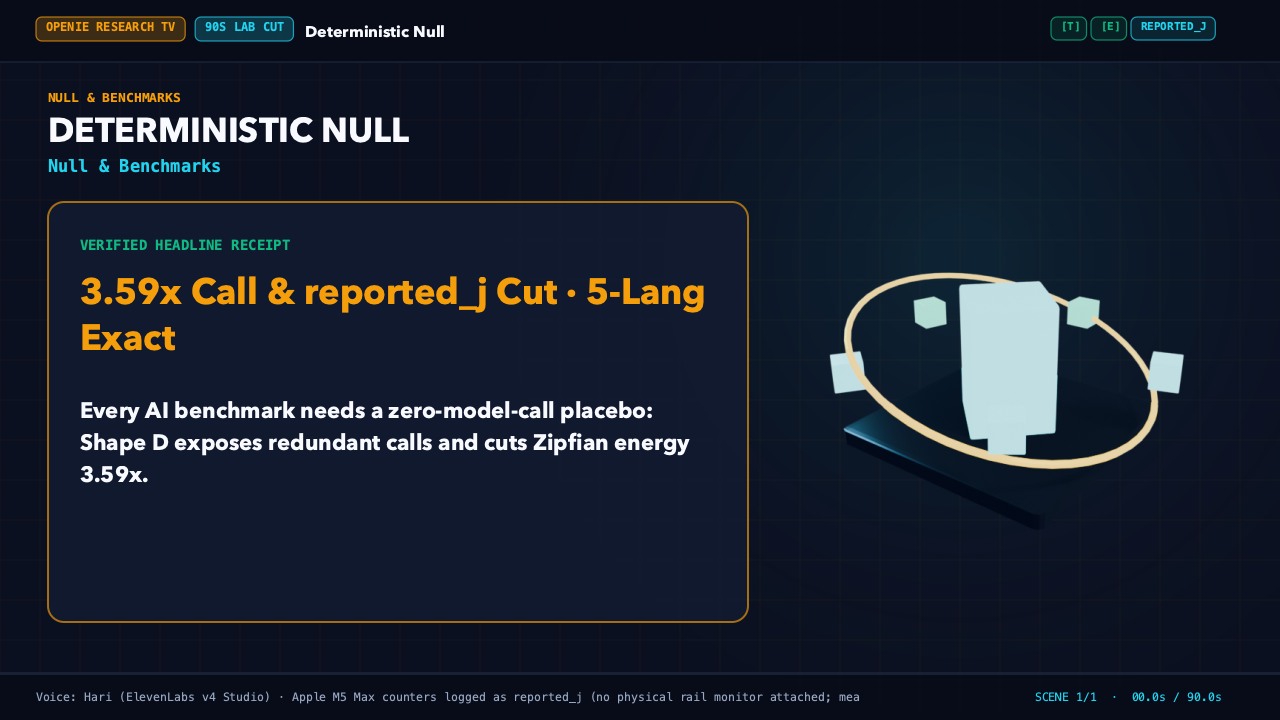 OPENIE RESEARCH TV
90S LAB CUT
Deterministic Null
[T]
[E]
REPORTED_J
NULL & BENCHMARKS
DETERMINISTIC NULL
Null & Benchmarks
VERIFIED HEADLINE RECEIPT
3.59x Call & reported_j Cut · 5-Lang
Exact
Every AI benchmark needs a zero-model-call placebo:
Shape D exposes redundant calls and cuts Zipfian energy
3.59x.
Voice: Hari (ElevenLabs v4 Studio) · Apple M5 Max counters logged as reported_j (no physical rail monitor attached; mea
SCENE 1/1 · 00.0s / 90.0s